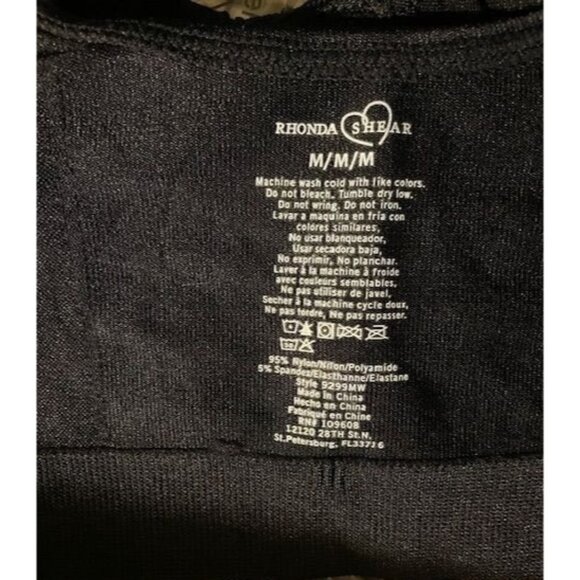 RHONDA SHEAR
M/M/M
Machine wash cold with like colors.
Do not bleach. Tumble dry low.
Do not wring. Do not iron.
Lavar a maquina en fria con
colores similares.
No usar blanqueador,
Usar secadora baja,
No exprimir, No planchar.
Laver à la machine à froide
avec couleurs semblables,
Ne pas utiliser de javel,
Secher à la machine cycle doux,
Ne pas tordre, Ne pas repasser.
95% Nylon/Nilon/Polyamide
5% Spandez/Elasthanne/Elastane
Style 9299MW
Made in China
Hecho en China
Fabriqué en Chine
RN# 109608
12120 28TH St.N.
St.Petersburg, FL33716